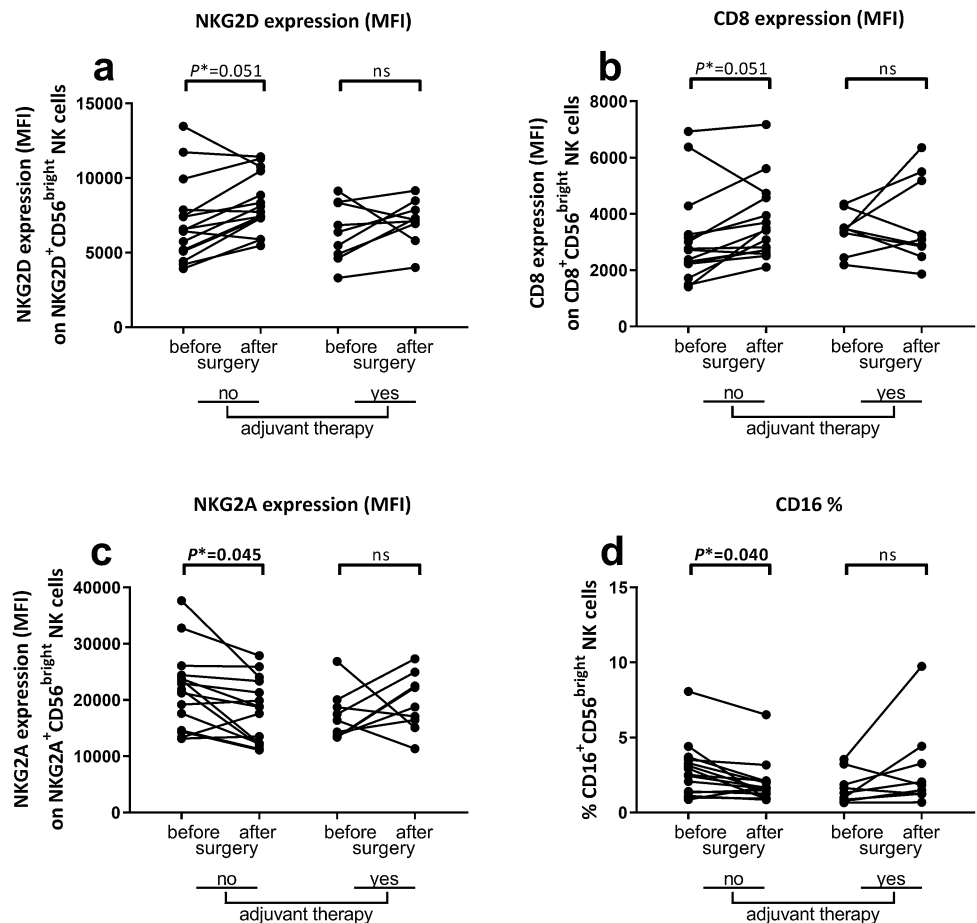 NKG2D expression (MFI)
a
P*=0.051
ns
NKG2D expression (MFI)
on NKG2D+CD56bright NK cells
15000
10000
5000
0
before after
surgery
before after
surgery
no
yes
adjuvant therapy
CD8 expression (MFI)
b
P*=0.051
ns
CD8 expression (MFI)
on CD8+CD56bright NK cells
8000
6000
4000
2000
0
before after
surgery
before after
surgery
no
yes
adjuvant therapy
NKG2A expression (MFI)
c
P*=0.045
ns
NKG2A expression (MFI)
on NKG2A+CD56bright NK cells
40000
30000
20000
10000
0
before after
surgery
before after
surgery
no
yes
adjuvant therapy
CD16 %
d
P*=0.040
ns
% CD16+CD56bright NK cells
15
10
5
0
before after
surgery
before after
surgery
no
yes
adjuvant therapy